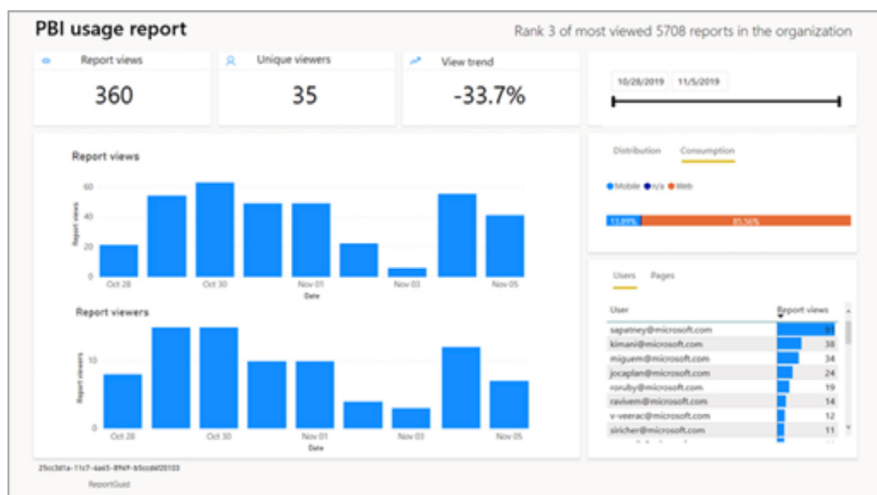 PBI usage report
Rank 3 of most viewed 5708 reports in the organization
Report views
360
Unique viewers
35
View trend
-33.7%
10/28/2019 11/5/2019
Report views
Report views
60
40
20
0
Oct 28 Oct 30 Nov 01 Nov 03 Nov 05
Date
Report viewers
Report viewers
10
0
Oct 28 Oct 30 Nov 01 Nov 03 Nov 05
Date
Distribution Consumption
Mobile n/a Web
13.89% 85.56%
Users Pages
User Report views
sapatney@microsoft.com 91
kimani@microsoft.com 38
miguem@microsoft.com 34
jocaplan@microsoft.com 24
roruby@microsoft.com 19
ravivem@microsoft.com 14
v-veerac@microsoft.com 12
siricher@microsoft.com 11
ReportGuid